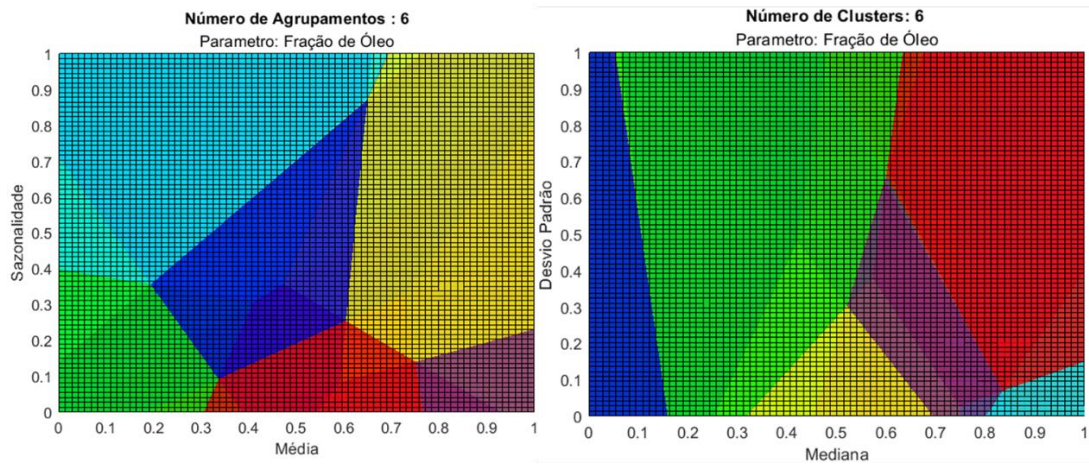 Número de Agrupamentos : 6
Parametro: Fração de Óleo
Sazonalidade
1
0.9
0.8
0.7
0.6
0.5
0.4
0.3
0.2
0.1
0
0 0.1 0.2 0.3 0.4 0.5 0.6 0.7 0.8 0.9 1
Média
Número de Clusters: 6
Parametro: Fração de Óleo
Desvio Padrão
1
0.9
0.8
0.7
0.6
0.5
0.4
0.3
0.2
0.1
0
0 0.1 0.2 0.3 0.4 0.5 0.6 0.7 0.8 0.9 1
Mediana